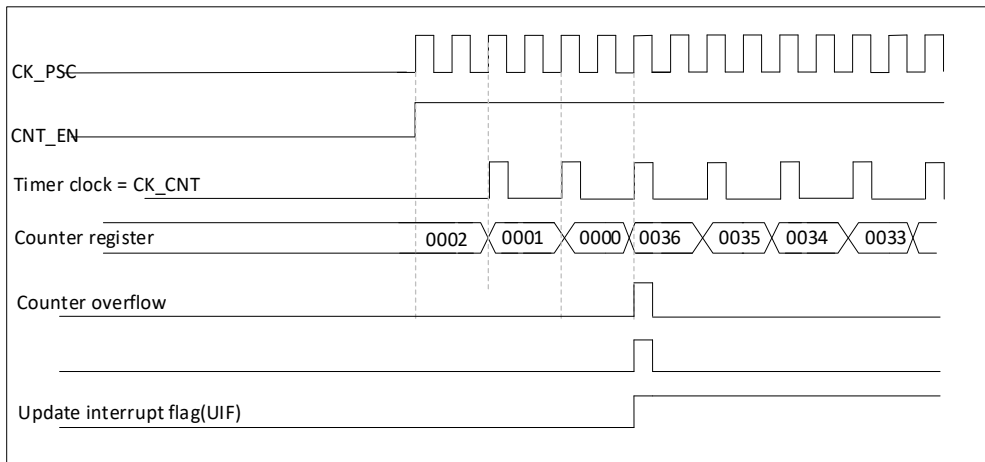 CK_PSC
CNT_EN
Timer clock = CK_CNT
Counter register
0002 0001 0000 0036 0035 0034 0033
Counter overflow
Update interrupt flag(UIF)